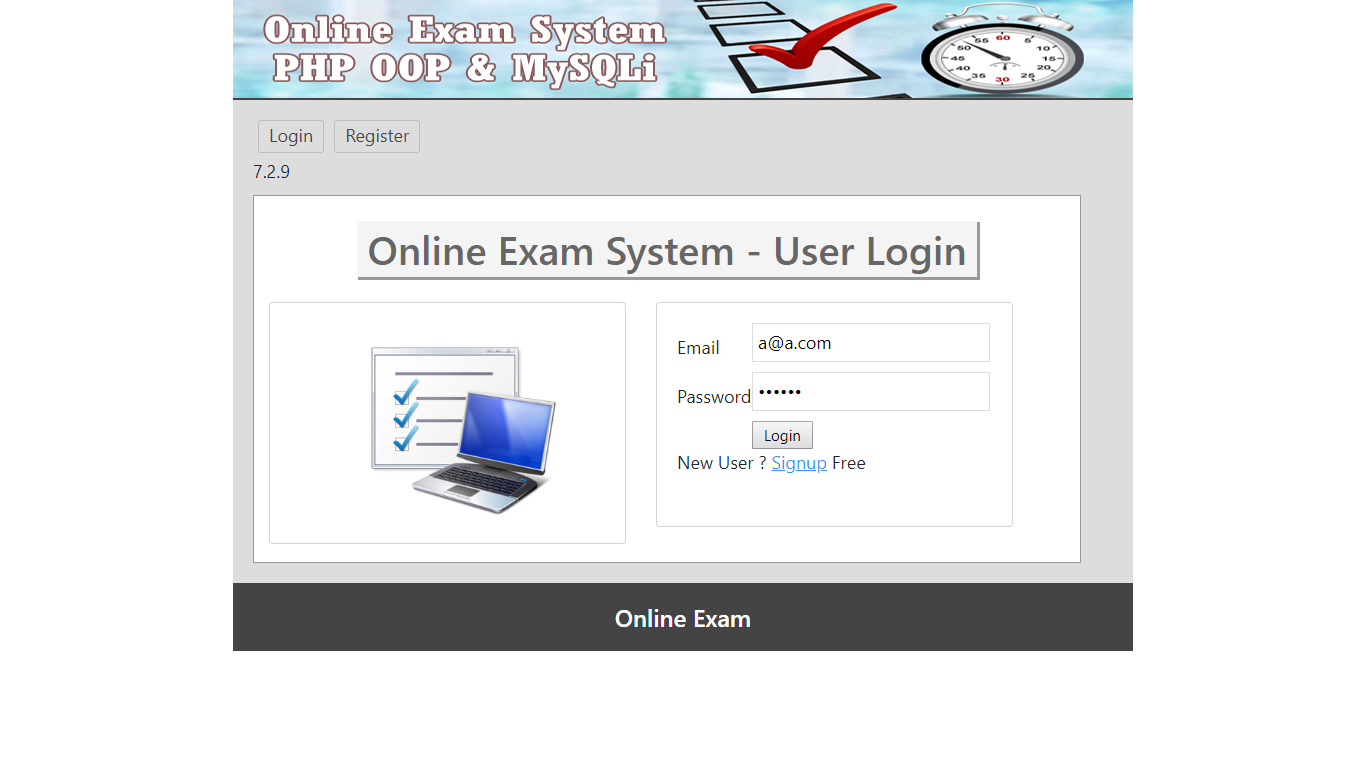 Online Exam System
PHP OOP & MySQLi
55 60 5
50 10
45 15
40 20
35 30 25
Login Register
7.2.9
Online Exam System - User Login
Email a@a.com
Password ••••••
Login
New User ? Signup Free
Online Exam